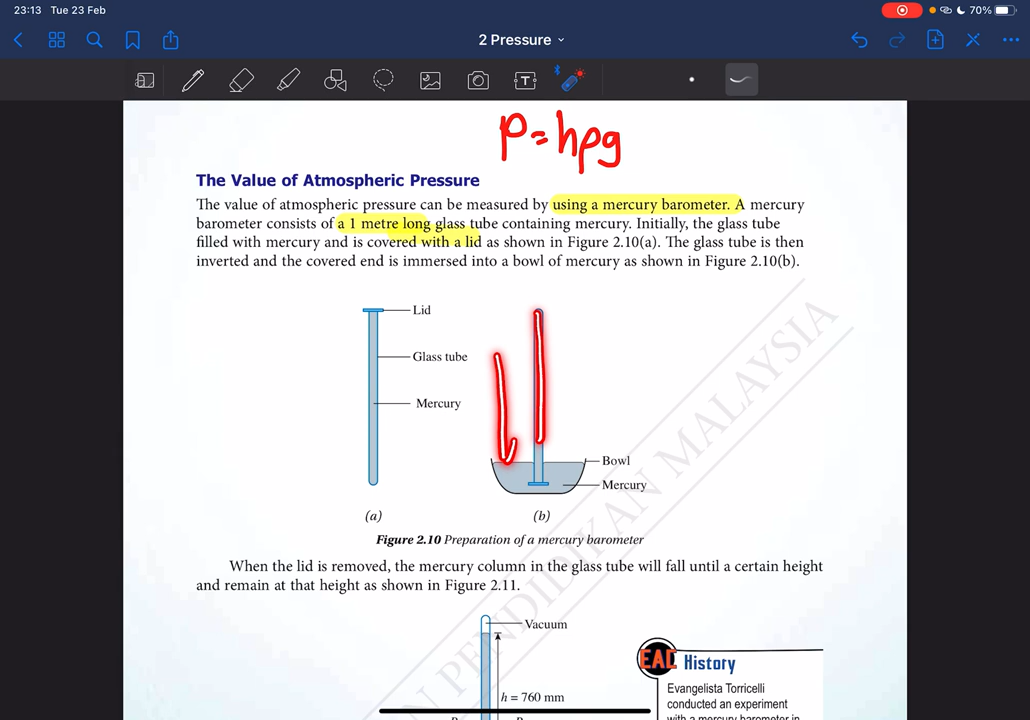 23:13 Tue 23 Feb
70%
2 Pressure
T
P = hρg
The Value of Atmospheric Pressure
The value of atmospheric pressure can be measured by using a mercury barometer. A mercury
barometer consists of a 1 metre long glass tube containing mercury. Initially, the glass tube
filled with mercury and is covered with a lid as shown in Figure 2.10(a). The glass tube is then
inverted and the covered end is immersed into a bowl of mercury as shown in Figure 2.10(b).
Lid
Glass tube
Mercury
Bowl
Mercury
(a)
(b)
Figure 2.10 Preparation of a mercury barometer
When the lid is removed, the mercury column in the glass tube will fall until a certain height
and remain at that height as shown in Figure 2.11.
Vacuum
h = 760 mm
EAC History
Evangelista Torricelli
conducted an experiment
with a mercury barometer in
N PENDIDIKAN MALAYSIA